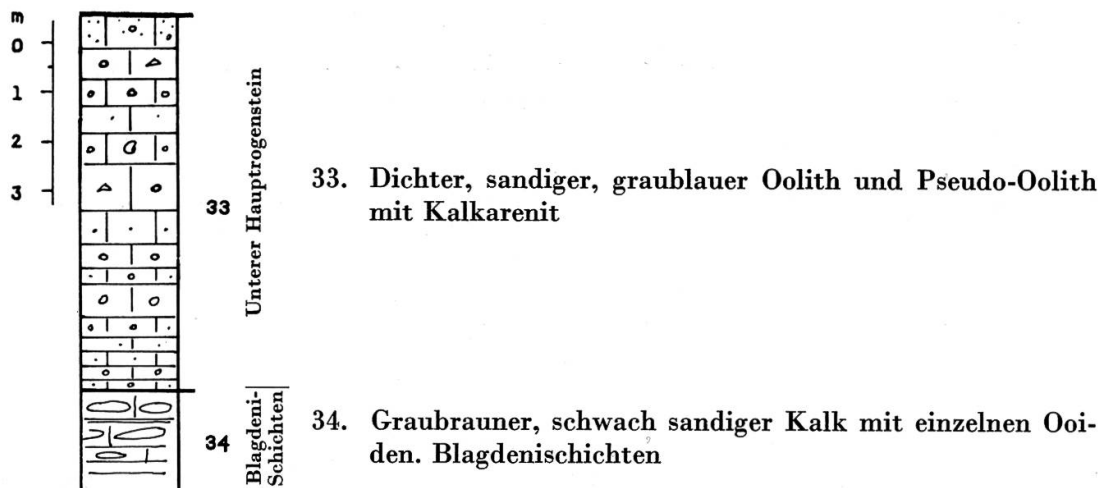 m
0
1
2
3
33
Unterer Hauptrogenstein
33. Dichter, sandiger, graublauer Oolith und Pseudo-Oolith
mit Kalkarenit
34
Blagdeni-
Schichten
34. Graubrauner, schwach sandiger Kalk mit einzelnen Ooi-
den. Blagdenischichten